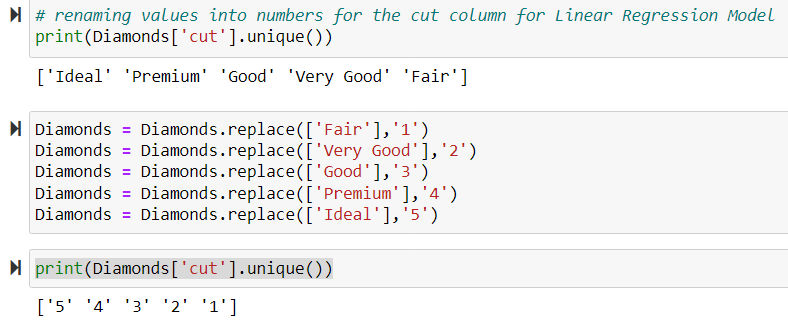 # renaming values into numbers for the cut column for Linear Regression Model
print(Diamonds['cut'].unique())
['Ideal' 'Premium' 'Good' 'Very Good' 'Fair']
Diamonds = Diamonds.replace(['Fair'],'1')
Diamonds = Diamonds.replace(['Very Good'],'2')
Diamonds = Diamonds.replace(['Good'],'3')
Diamonds = Diamonds.replace(['Premium'],'4')
Diamonds = Diamonds.replace(['Ideal'],'5')
print(Diamonds['cut'].unique())
['5' '4' '3' '2' '1']